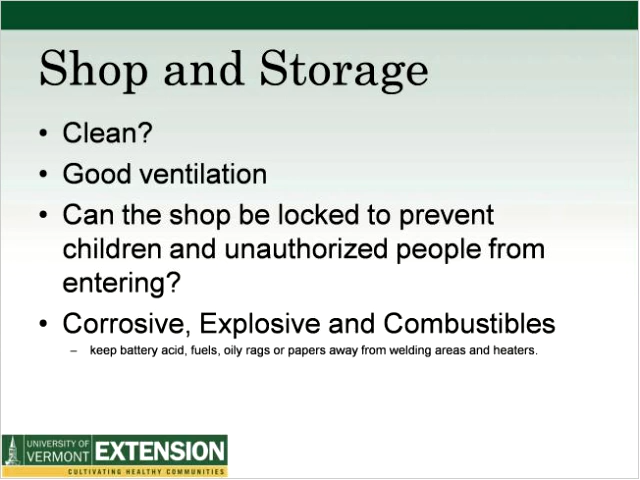 Shop and Storage
• Clean?
• Good ventilation
• Can the shop be locked to prevent
children and unauthorized people from
entering?
• Corrosive, Explosive and Combustibles
– keep battery acid, fuels, oily rags or papers away from welding areas and heaters.
UNIVERSITY OF
VERMONT EXTENSION
CULTIVATING HEALTHY COMMUNITIES